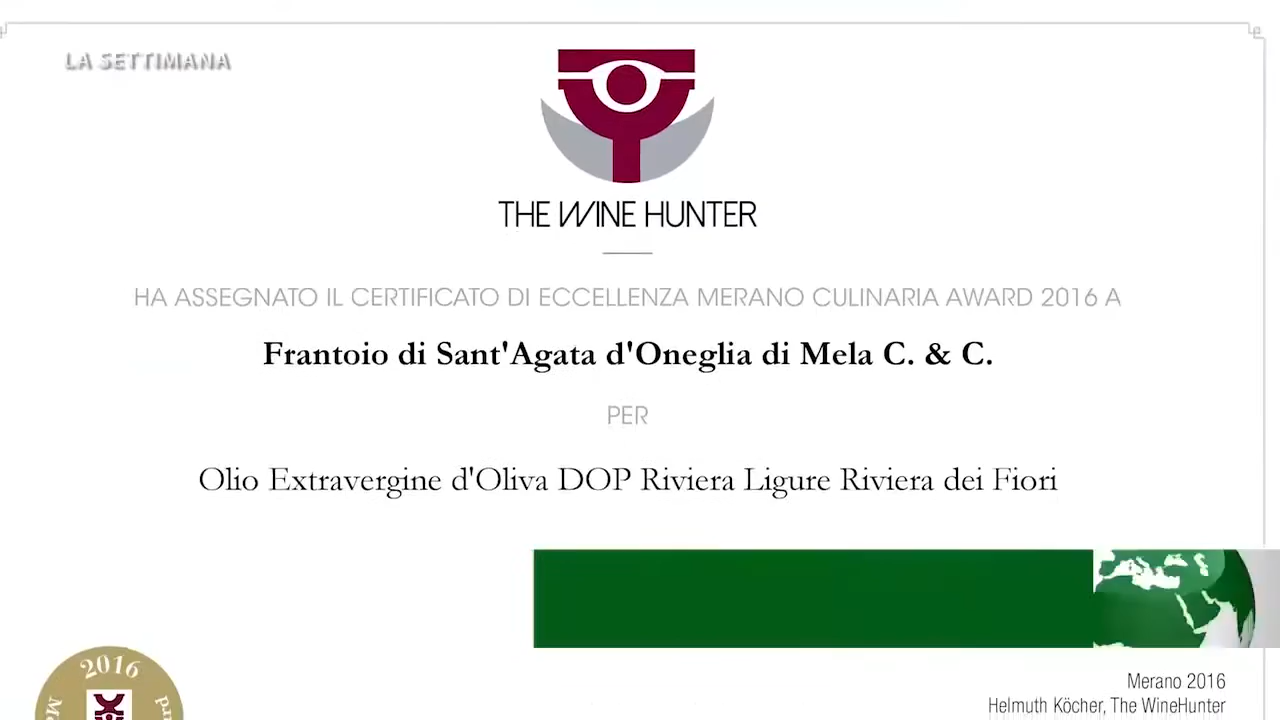 LA SETTIMANA
THE WINE HUNTER
HA ASSEGNATO IL CERTIFICATO DI ECCELLENZA MERANO CULINARIA AWARD 2016 A
Frantoio di Sant'Agata d'Oneglia di Mela C. & C.
PER
Olio Extravergine d'Oliva DOP Riviera Ligure Riviera dei Fiori
2016
Merano 2016
Helmuth Köcher, The WineHunter